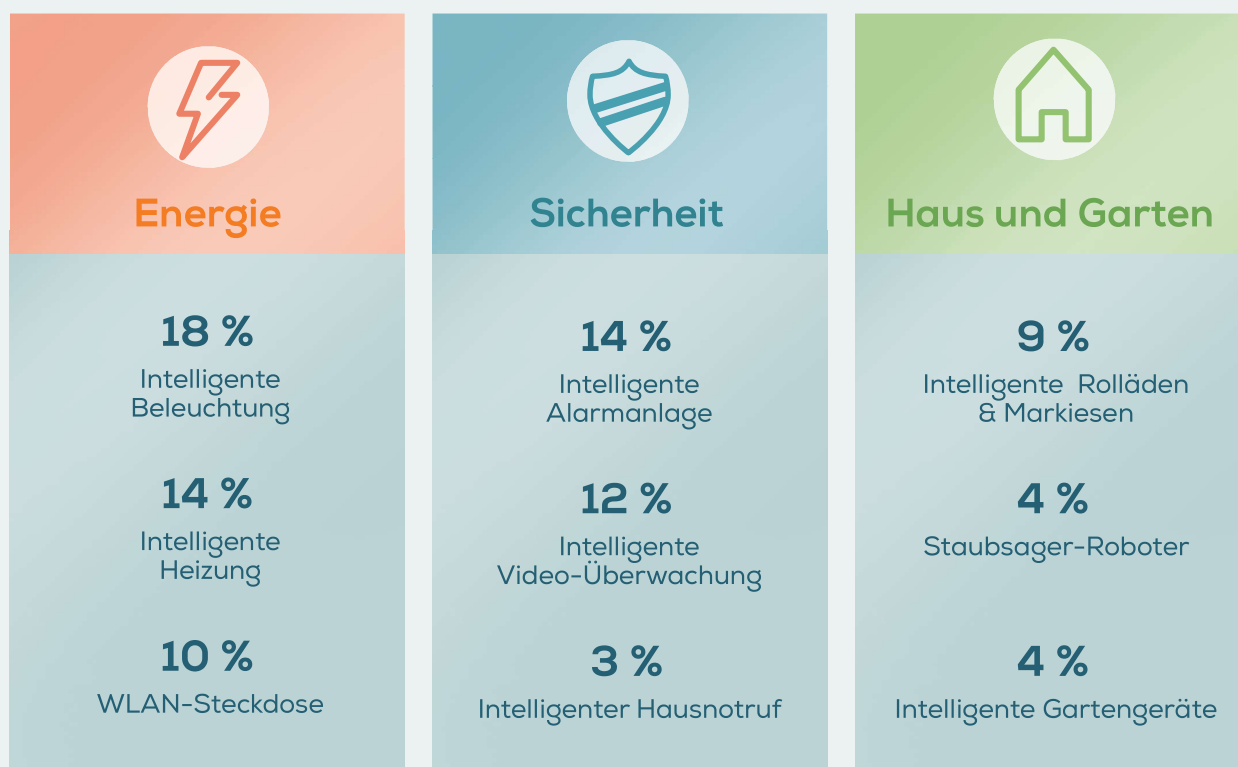 Energie
18 %
Intelligente
Beleuchtung
14 %
Intelligente
Heizung
10 %
WLAN-Steckdose
Sicherheit
14 %
Intelligente
Alarmanlage
12 %
Intelligente
Video-Überwachung
3 %
Intelligenter Hausnotruf
Haus und Garten
9 %
Intelligente Rolläden
& Markiesen
4 %
Staubsager-Roboter
4 %
Intelligente Gartengeräte